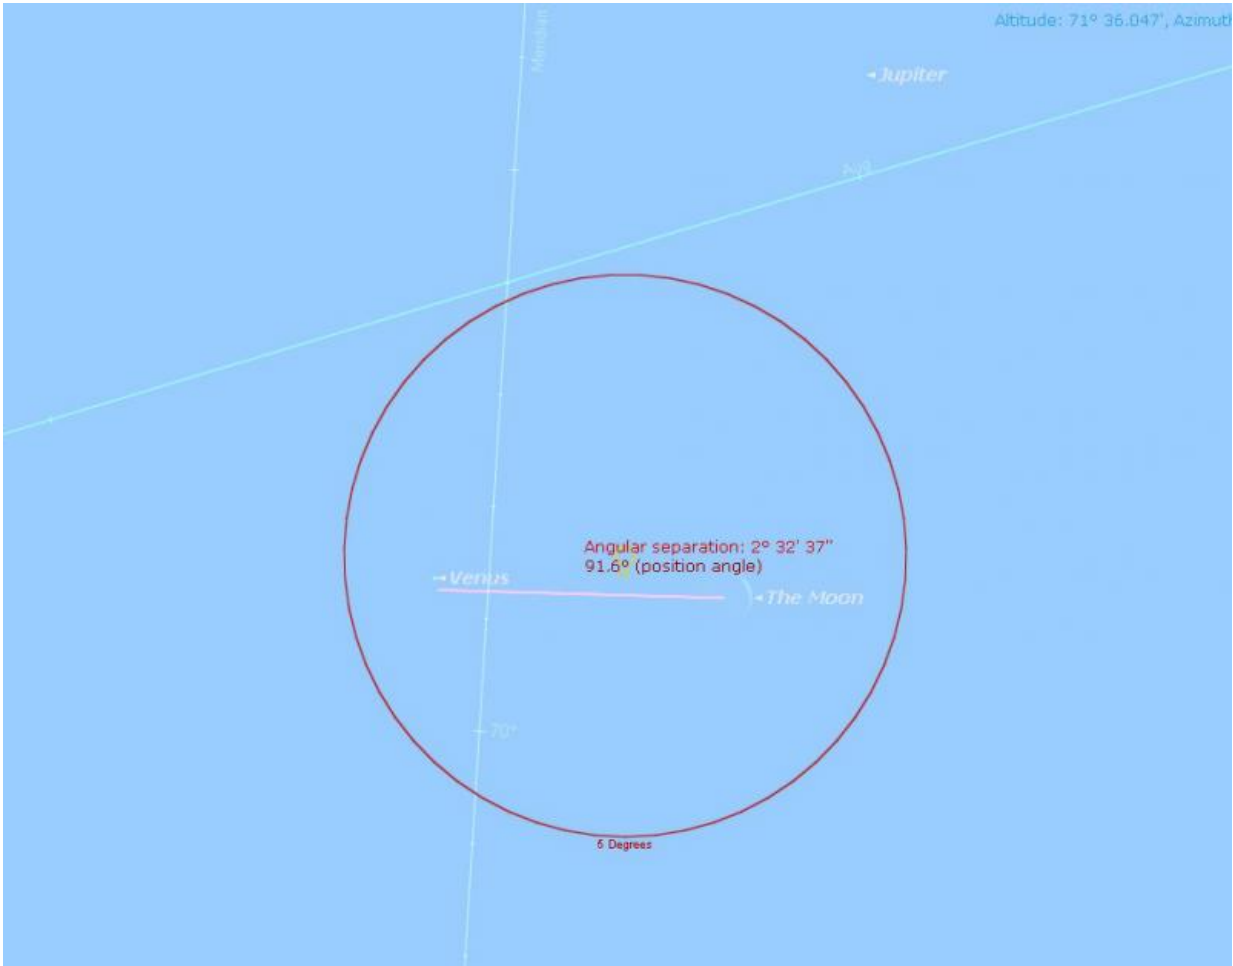 Altitude: 71° 36.047', Azimuth
Meridian
Jupiter
Aug
Angular separation: 2° 32' 37"
91.6° (position angle)
Venus
The Moon
70°
5 Degrees